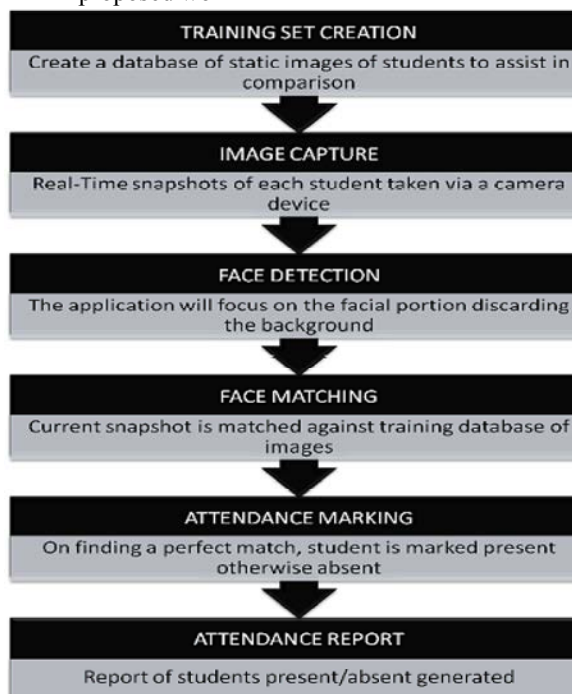 TRAINING SET CREATION
Create a database of static images of students to assist in
comparison
IMAGE CAPTURE
Real-Time snapshots of each student taken via a camera
device
FACE DETECTION
The application will focus on the facial portion discarding
the background
FACE MATCHING
Current snapshot is matched against training database of
images
ATTENDANCE MARKING
On finding a perfect match, student is marked present
otherwise absent
ATTENDANCE REPORT
Report of students present/absent generated